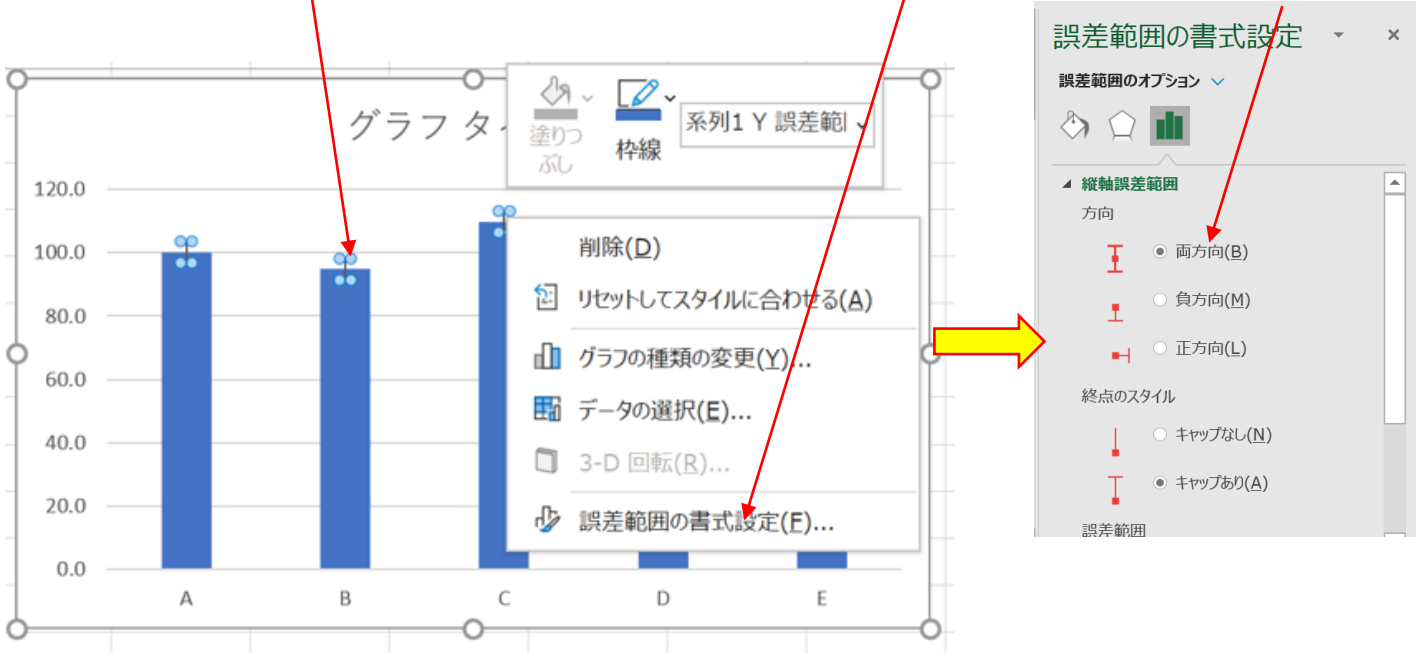 グラフ タイ
塗りつ
ぶし
枠線
系列1 Y 誤差範
120.0
100.0
80.0
60.0
40.0
20.0
0.0
A
B
C
D
E
削除(D)
リセットしてスタイルに合わせる(A)
グラフの種類の変更(Y)...
データの選択(E)...
3-D 回転(R)...
誤差範囲の書式設定(F)...
誤差範囲の書式設定
誤差範囲のオプション
縦軸誤差範囲
方向
両方向(B)
負方向(M)
正方向(L)
終点のスタイル
キャップなし(N)
キャップあり(A)
誤差範囲